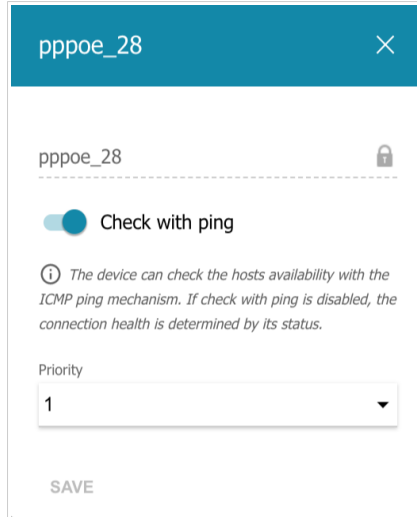 pppoe_28
pppoe_28
Check with ping
The device can check the hosts availability with the
ICMP ping mechanism. If check with ping is disabled, the
connection health is determined by its status.
Priority
1
SAVE